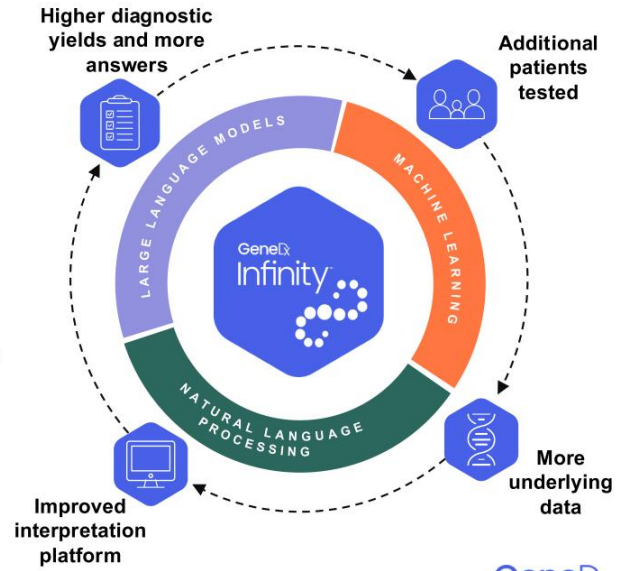 Higher diagnostic
yields and more
answers
Additional
patients
tested
LARGE LANGUAGE MODELS
MACHINE LEARNING
GeneDx
Infinity™
NATURAL LANGUAGE
PROCESSING
More
underlying
data
Improved
interpretation
platform